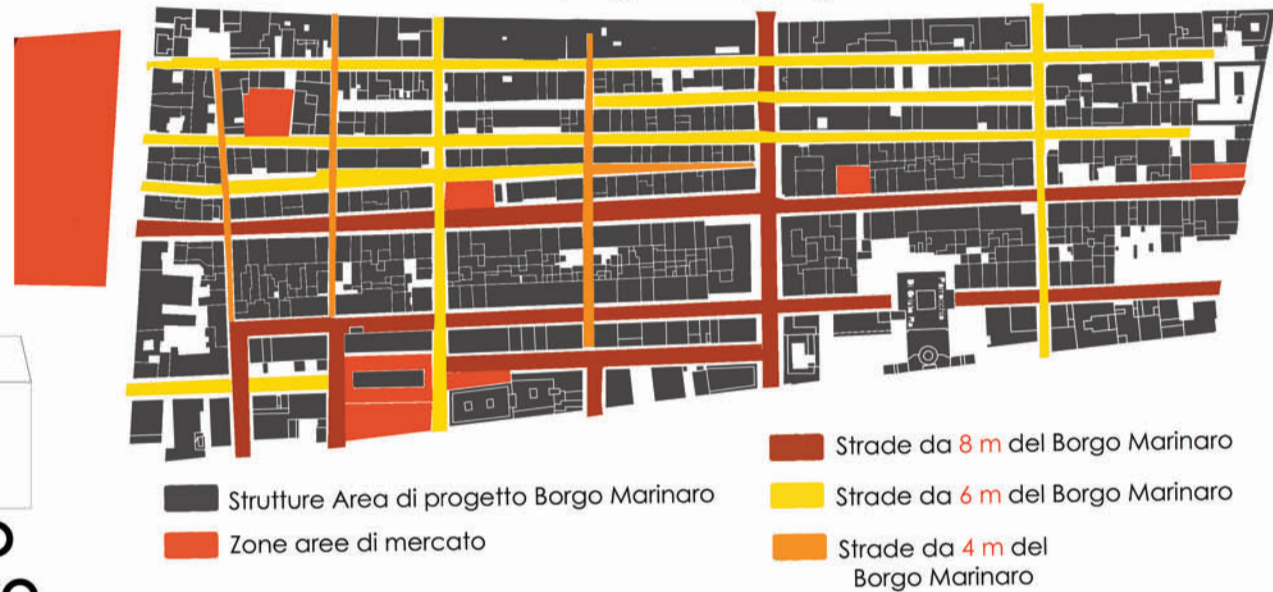 Strutture Area di progetto Borgo Marinaro
Zone aree di mercato
Strade da 8 m del Borgo Marinaro
Strade da 6 m del Borgo Marinaro
Strade da 4 m del
Borgo Marinaro